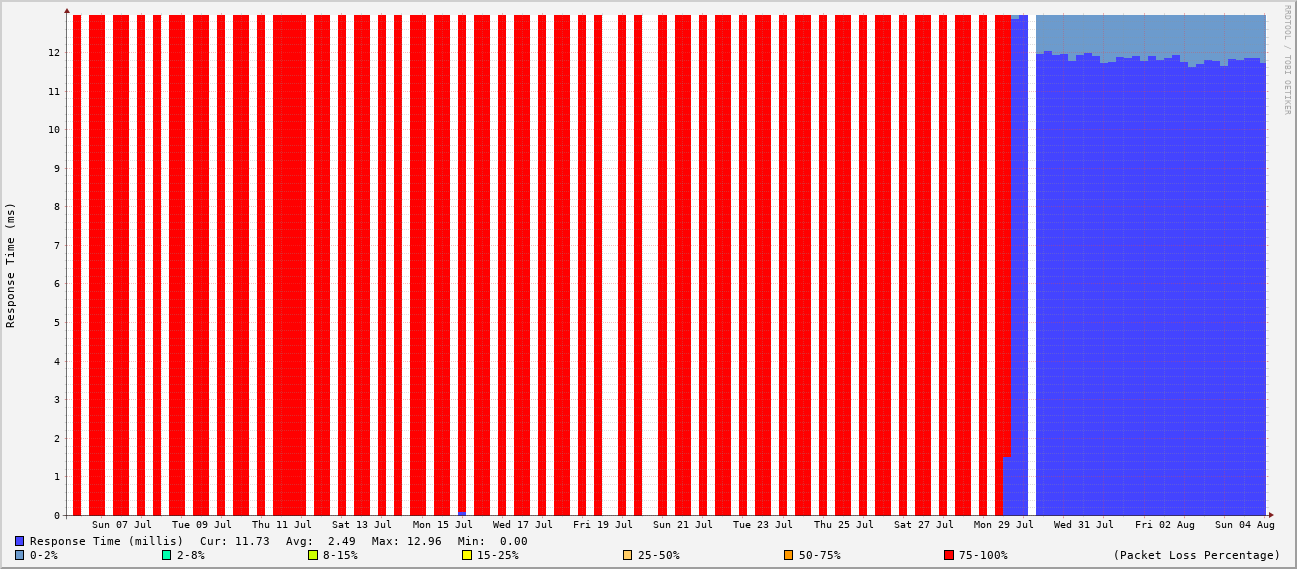 RRDTOOL / TOBI OETIKER
Response Time (ms)
12
11
10
9
8
7
6
5
4
3
2
1
0
Sun 07 Jul Tue 09 Jul Thu 11 Jul Sat 13 Jul Mon 15 Jul Wed 17 Jul Fri 19 Jul Sun 21 Jul Tue 23 Jul Thu 25 Jul Sat 27 Jul Mon 29 Jul Wed 31 Jul Fri 02 Aug Sun 04 Aug
Response Time (millis) Cur: 11.73 Avg: 2.49 Max: 12.96 Min: 0.00
0-2% 2-8% 8-15% 15-25% 25-50% 50-75% 75-100% (Packet Loss Percentage)